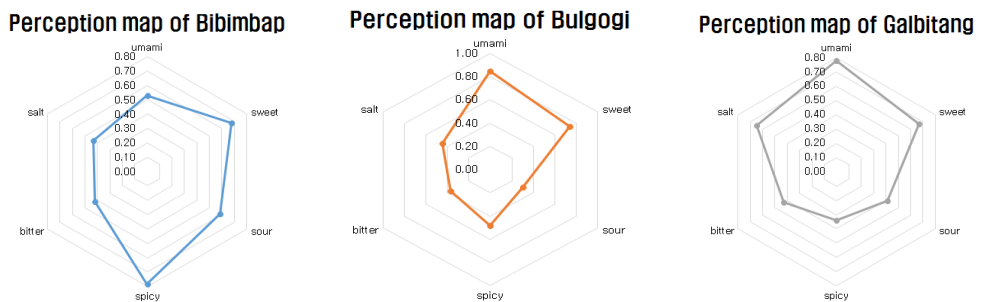 Perception map of Bibimbap
umami
0.80
0.70
0.60
0.50
0.40
0.30
0.20
0.10
0.00
salt
sweet
bitter
sour
spicy
Perception map of Bulgogi
umami
1.00
0.80
0.60
0.40
0.20
0.00
salt
sweet
bitter
sour
spicy
Perception map of Galbitang
umami
0.80
0.70
0.60
0.50
0.40
0.30
0.20
0.10
0.00
salt
sweet
bitter
sour
spicy